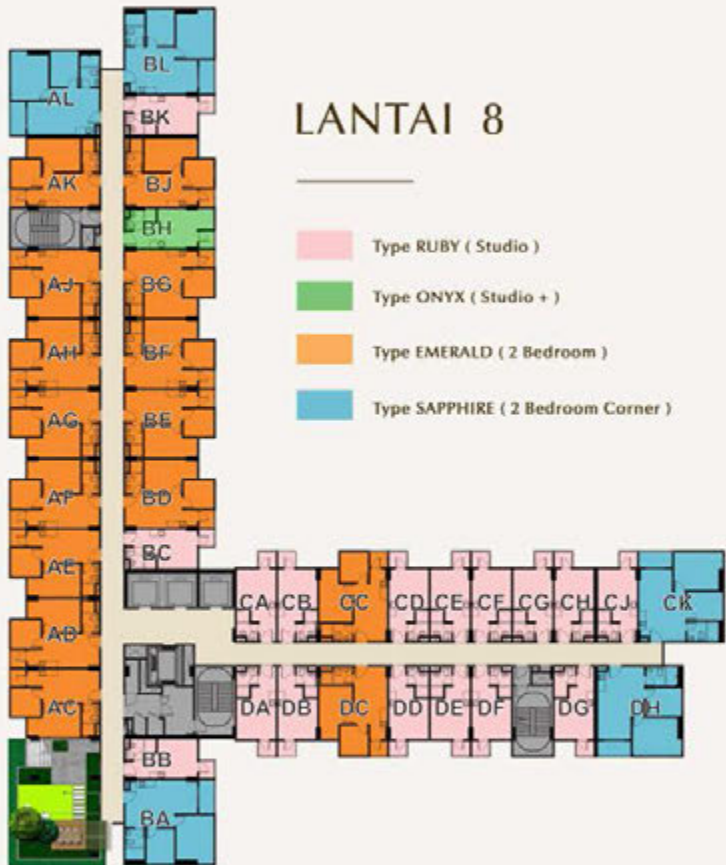 LANTAI 8
Type RUBY ( Studio )
Type ONYX ( Studio + )
Type EMERALD ( 2 Bedroom )
Type SAPPHIRE ( 2 Bedroom Corner )
BL
AL
BK
AK
BJ
BH
AJ
BG
AH
BF
AG
BE
AF
BD
BC
AE
CA
CB
CC
CD
CE
CF
CG
CH
CJ
CK
AD
AC
DA
DB
DC
DD
DE
DF
DG
DH
BB
BA